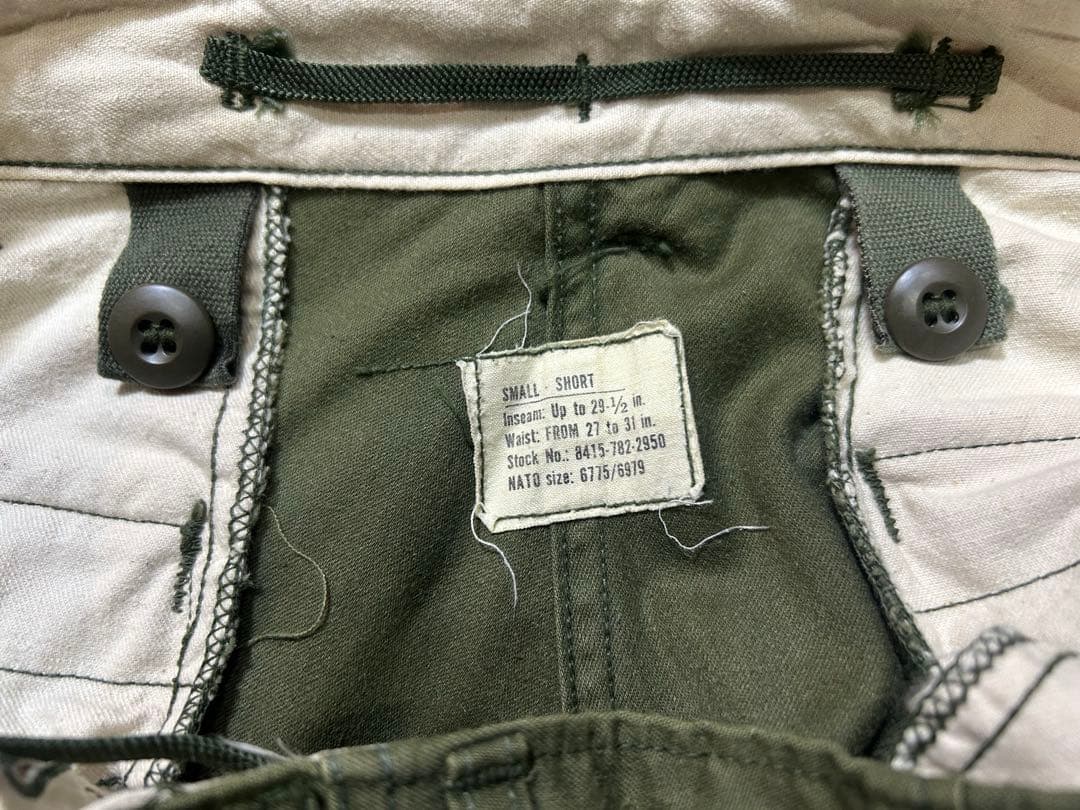 SMALL - SHORT
Inseam: Up to 29-1/2 in.
Waist: FROM 27 to 31 in.
Stock No.: 8415-782-2950
NATO size: 6775/6979